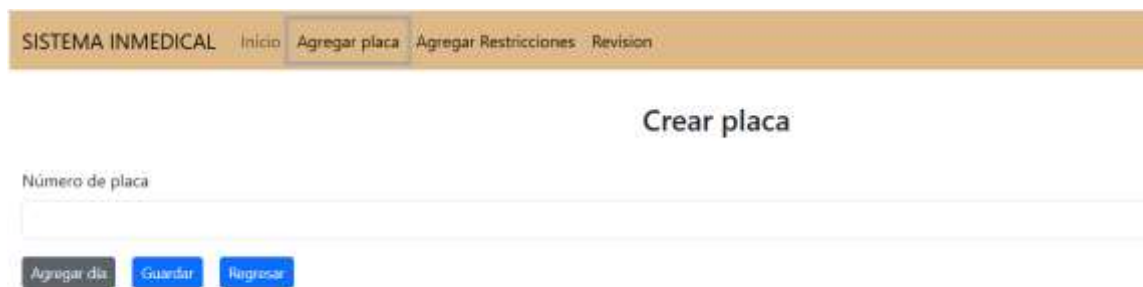 SISTEMA INMEDICAL Inicio Agregar placa Agregar Restricciones Revision
Crear placa
Número de placa
Agregar día Guardar Regresar